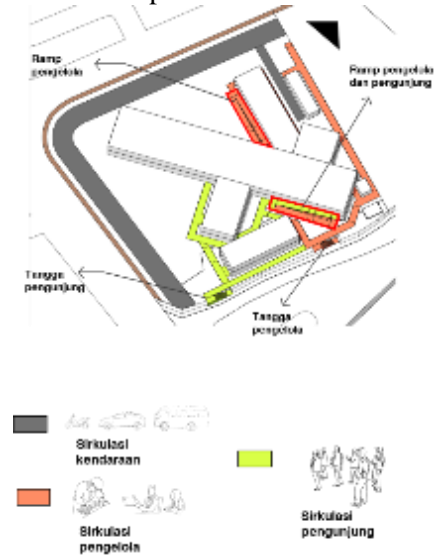 Ramp
pengelola
Ramp pengelola
dan pengunjung
Tangga
pengunjung
Tangga
pengelola
Sirkulasi
kendaraan
Sirkulasi
pengelola
Sirkulasi
pengunjung